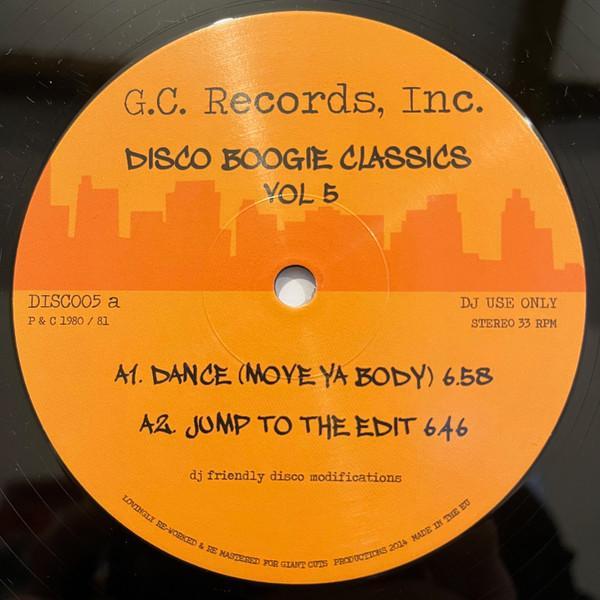 G.C. Records, Inc.
DISCO BOOGIE CLASSICS
VOL 5
DISC005 a
P & C 1980 / 81
DJ USE ONLY
STEREO 33 RPM
A1. DANCE (MOVE YA BODY) 6.58
A2. JUMP TO THE EDIT 6.46
dj friendly disco modifications
LOVINGLY RE-WORKED & RE MASTERED FOR GIANT CUTS PRODUCTIONS 2014 MADE IN THE EU